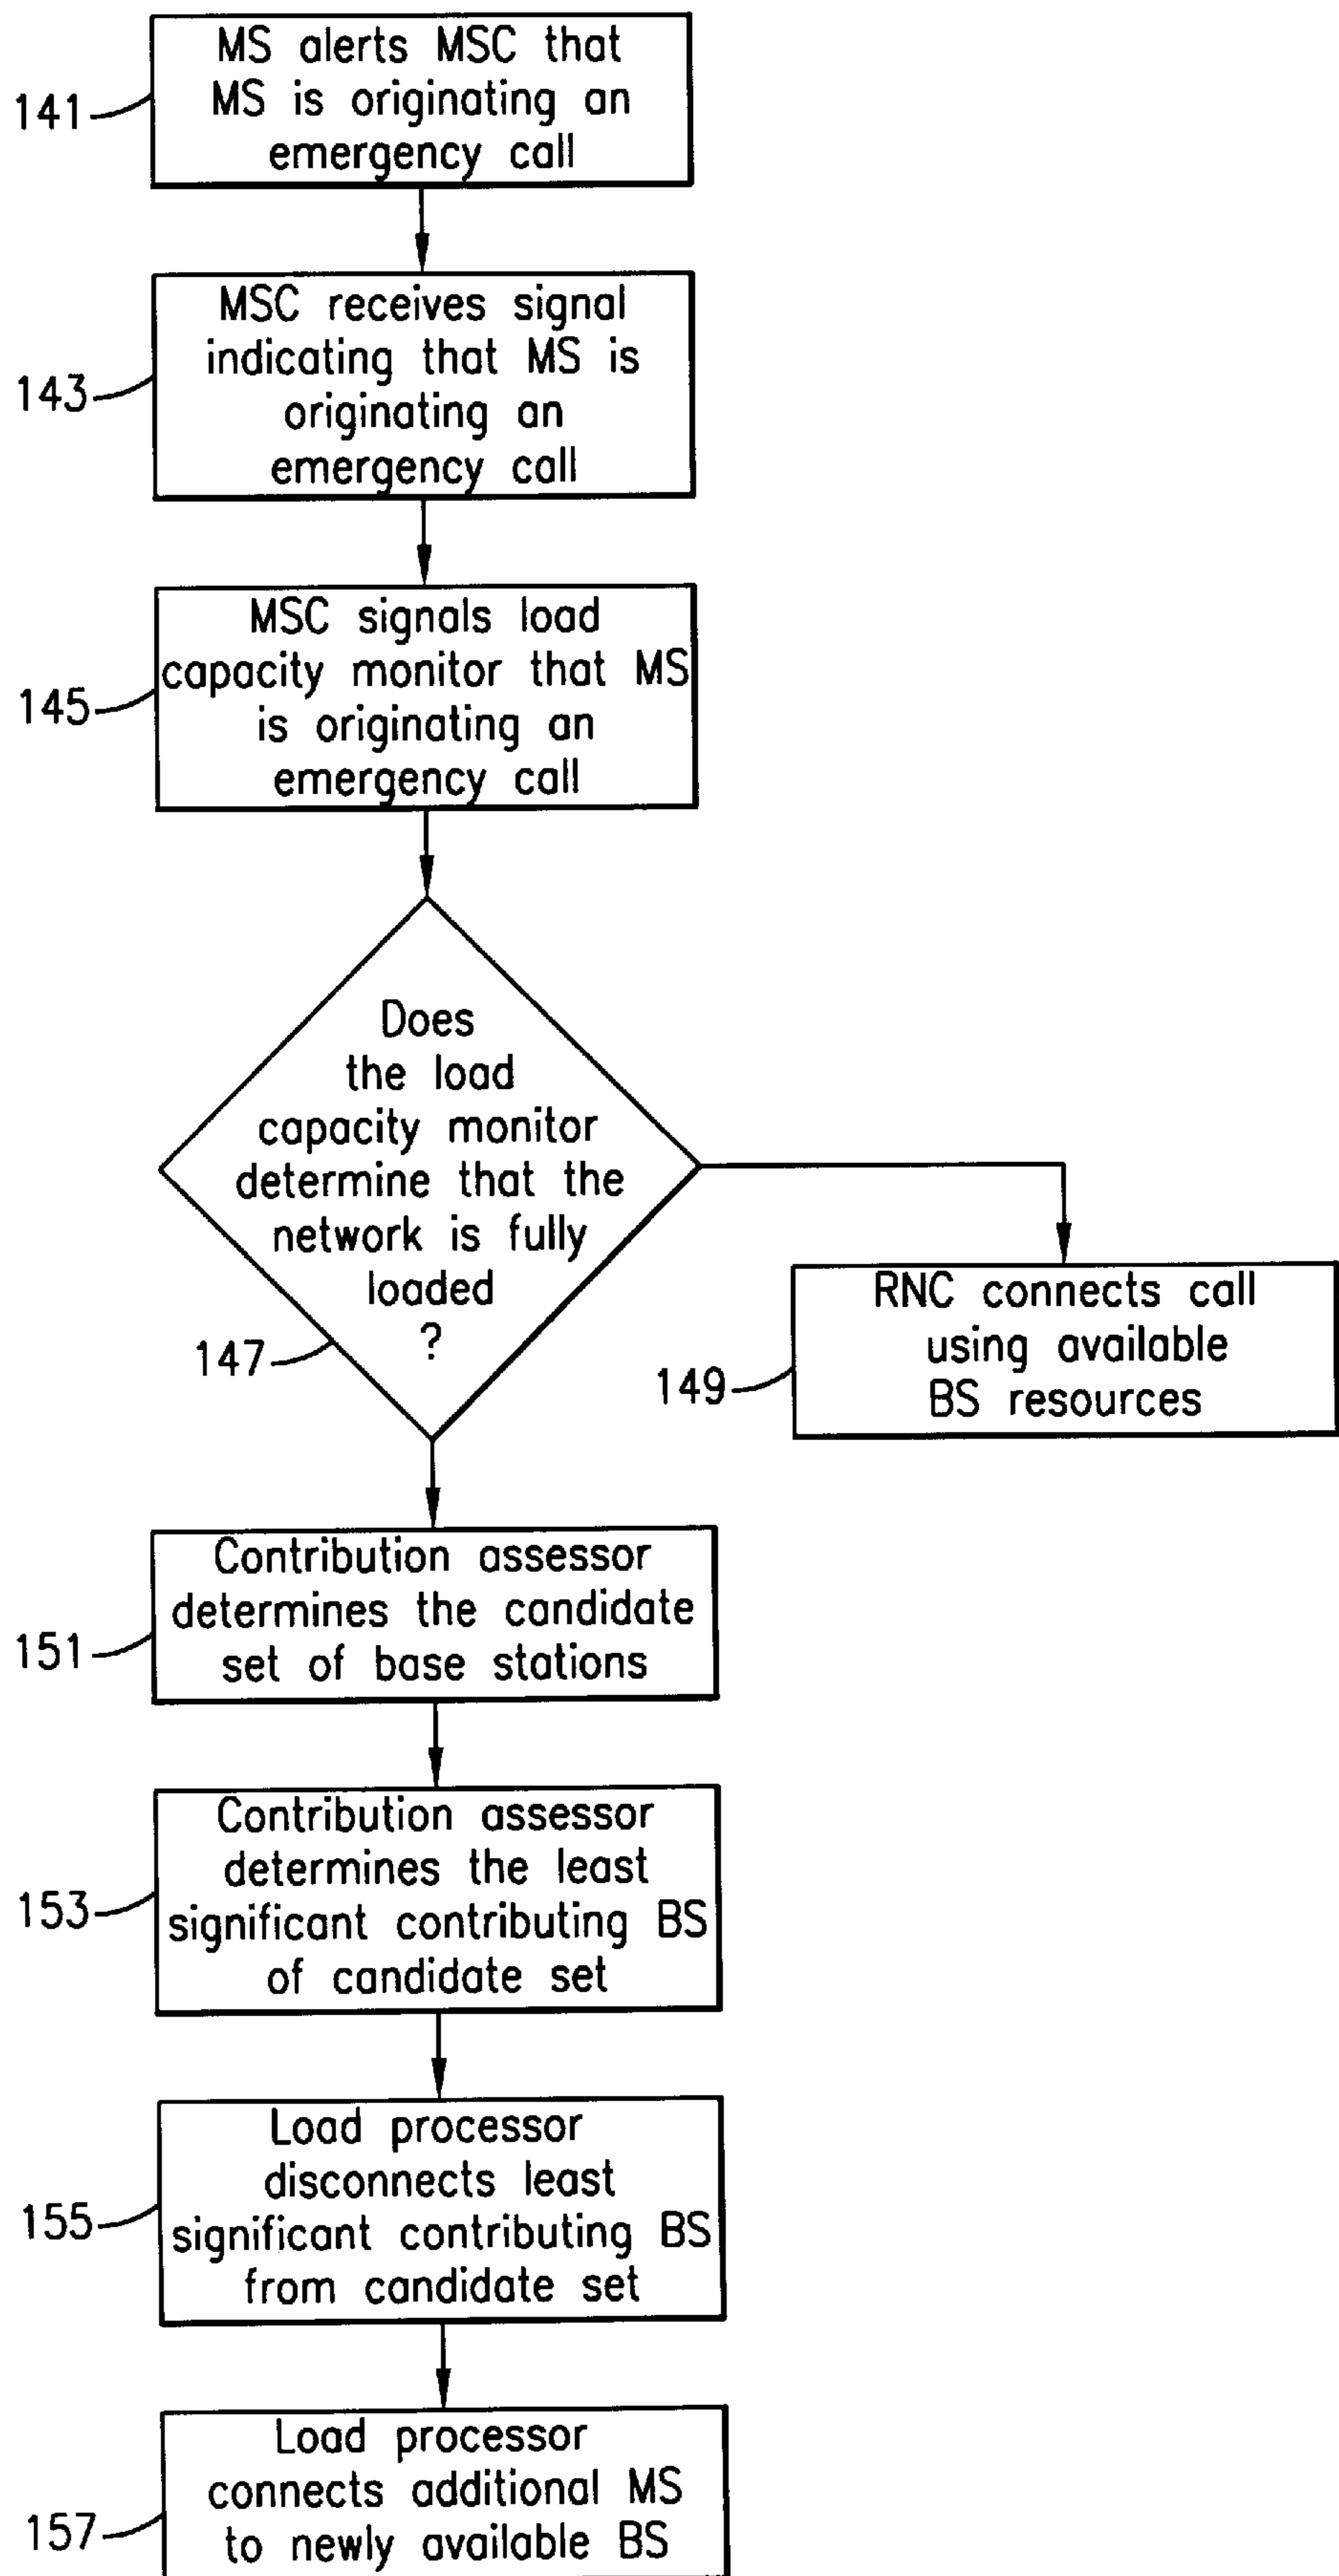 MS alerts MSC that
MS is originating an
emergency call
141
MSC receives signal
indicating that MS is
originating an
emergency call
143
MSC signals load
capacity monitor that MS
is originating an
emergency call
145
Does
the load
capacity monitor
determine that the
network is fully
loaded
?
147
RNC connects call
using available
BS resources
149
Contribution assessor
determines the candidate
set of base stations
151
Contribution assessor
determines the least
significant contributing BS
of candidate set
153
Load processor
disconnects least
significant contributing BS
from candidate set
155
Load processor
connects additional MS
to newly available BS
157